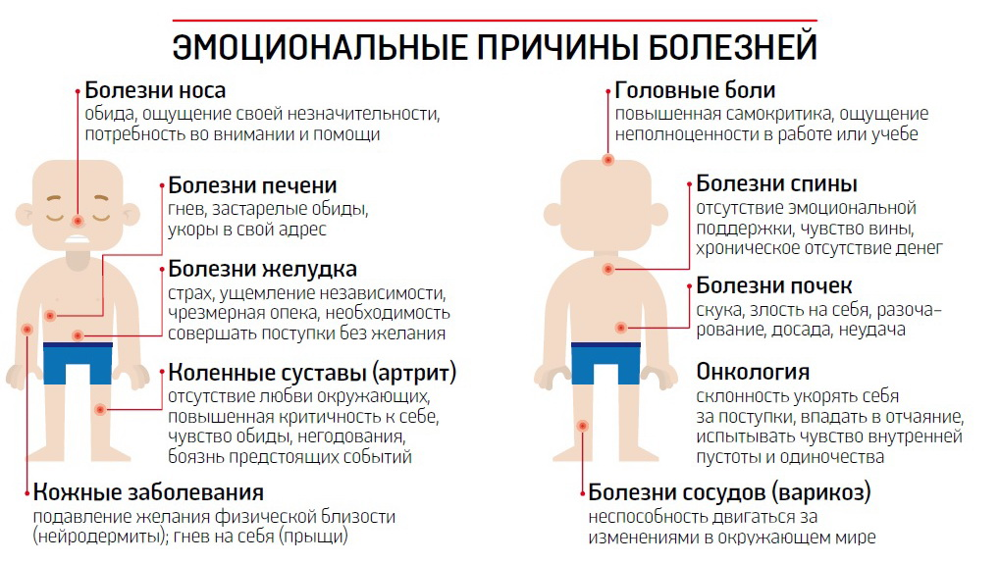 ЭМОЦИОНАЛЬНЫЕ ПРИЧИНЫ БОЛЕЗНЕЙ
Болезни носа
обида, ощущение своей незначительности,
потребность во внимании и помощи
Болезни печени
гнев, застарелые обиды,
укоры в свой адрес
Болезни желудка
страх, ущемление независимости,
чрезмерная опека, необходимость
совершать поступки без желания
Коленные суставы (артрит)
отсутствие любви окружающих,
повышенная критичность к себе,
чувство обиды, негодования,
боязнь предстоящих событий
Кожные заболевания
подавление желания физической близости
(нейродермиты); гнев на себя (прыщи)
Головные боли
повышенная самокритика, ощущение
неполноценности в работе или учебе
Болезни спины
отсутствие эмоциональной
поддержки, чувство вины,
хроническое отсутствие денег
Болезни почек
скука, злость на себя, разоча-
рование, досада, неудача
Онкология
склонность укорять себя
за поступки, впадать в отчаяние,
испытывать чувство внутренней
пустоты и одиночества
Болезни сосудов (варикоз)
неспособность двигаться за
изменениями в окружающем мире